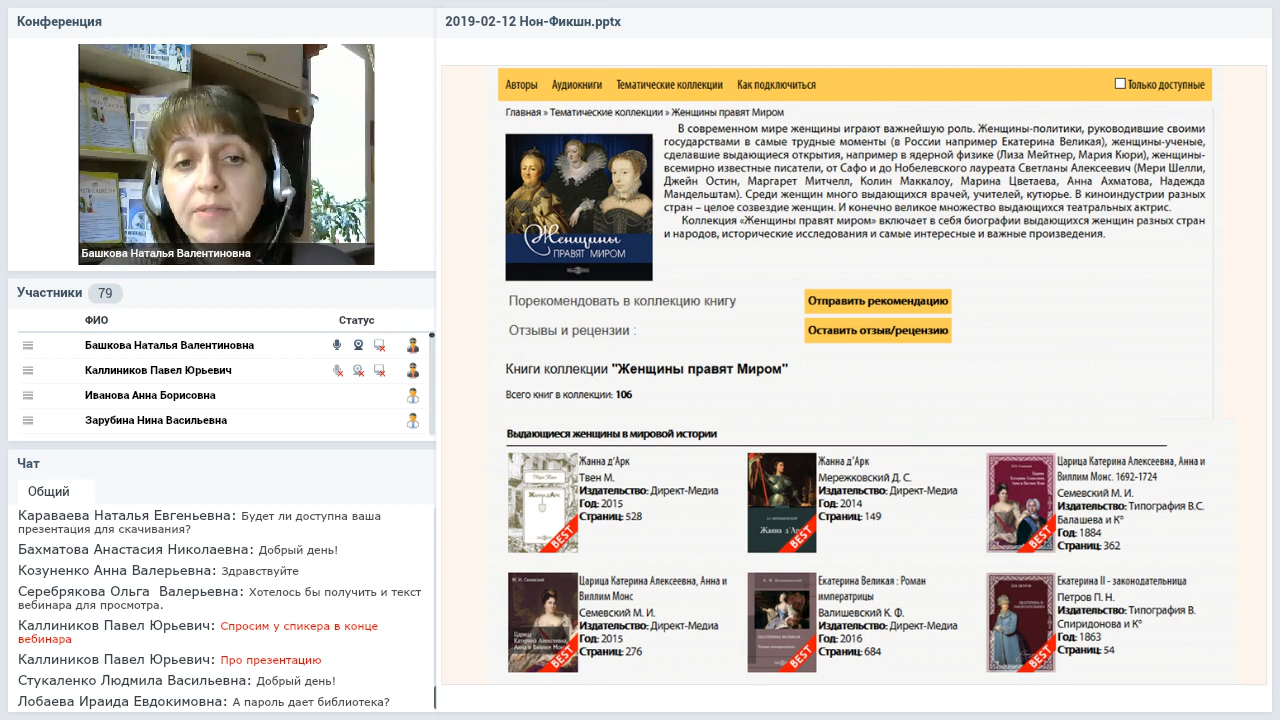 Конференция
Башкова Наталья Валентиновна
Участники 79
ФИО Статус
Башкова Наталья Валентиновна
Каллиников Павел Юрьевич
Иванова Анна Борисовна
Зарубина Нина Васильевна
Чат
Общий
Караваева Наталья Евгеньевна: Будет ли доступна ваша
презентация для скачивания?
Бахматова Анастасия Николаевна: Добрый день!
Козученко Анна Валерьевна: Здравствуйте
Серебрякова Ольга Валерьевна: Хотелось бы получить и текст
вебинара для просмотра.
Каллиников Павел Юрьевич: Спросим у спикера в конце
вебинара
Каллиников Павел Юрьевич: Про презентацию
Стукаленко Людмила Васильевна: Добрый день!
Лобаева Ираида Евдокимовна: А пароль дает библиотека?
2019-02-12 Нон-Фикшн.pptx
Авторы Аудиокниги Тематические коллекции Как подключиться Только доступные
Главная » Тематические коллекции » Женщины правят Миром
Женщины
ПРАВЯТ МИРОМ
В современном мире женщины играют важнейшую роль. Женщины-политики, руководившие своими
государствами в самые трудные моменты (в России например Екатерина Великая), женщины-ученые,
сделавшие выдающиеся открытия, например в ядерной физике (Лиза Мейтнер, Мария Кюри), женщины-
всемирно известные писатели, от Сафо и до Нобелевского лауреата Светланы Алексеевич (Мери Шелли,
Джейн Остин, Маргарет Митчелл, Колин Маккалоу, Марина Цветаева, Анна Ахматова, Надежда
Мандельштам). Среди женщин много выдающихся врачей, учителей, кутюрье. В киноиндустрии разных
стран – целое созвездие женщин. И конечно великое множество выдающихся театральных актрис.
Коллекция «Женщины правят миром» включает в себя биографии выдающихся женщин разных стран
и народов, исторические исследования и самые интересные и важные произведения.
Порекомендовать в коллекцию книгу Отправить рекомендацию
Отзывы и рецензии : Оставить отзыв/рецензию
Книги коллекции "Женщины правят Миром"
Всего книг в коллекции: 106
Выдающиеся женщины в мировой истории
BEST
Жанна д’Арк
Твен М.
Издательство: Директ-Медиа
Год: 2015
Страниц: 528
BEST
Жанна д’Арк
Мережковский Д. С.
Издательство: Директ-Медиа
Год: 2014
Страниц: 149
BEST
Царица Катерина Алексеевна, Анна и
Виллим Монс. 1692-1724
Семевский М. И.
Издательство: Типография В.С.
Балашева и К°
Год: 1884
Страниц: 362
BEST
Царица Катерина Алексеевна, Анна и
Виллим Монс
Семевский М. И.
Издательство: Директ-Медиа
Год: 2015
Страниц: 276
BEST
Екатерина Великая : Роман
императрицы
Валишевский К. Ф.
Издательство: Директ-Медиа
Год: 2016
Страниц: 684
BEST
Екатерина II - законодательница
Петров П. Н.
Издательство: Типография В.
Спиридонова и К°
Год: 1863
Страниц: 54